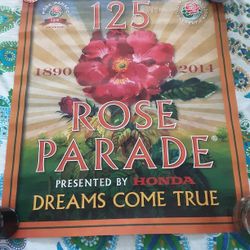 125
1890 2014
ROSE
PARADE
PRESENTED BY HONDA
DREAMS COME TRUE